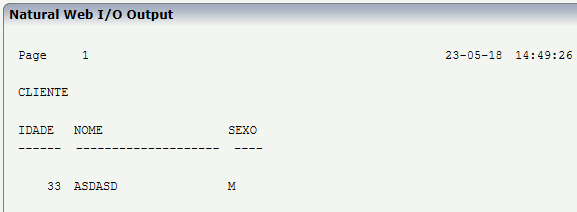 Natural Web I/O Output
Page 1 23-05-18 14:49:26
CLIENTE
IDADE NOME SEXO
------ -------------------- ----
33 ASDASD M